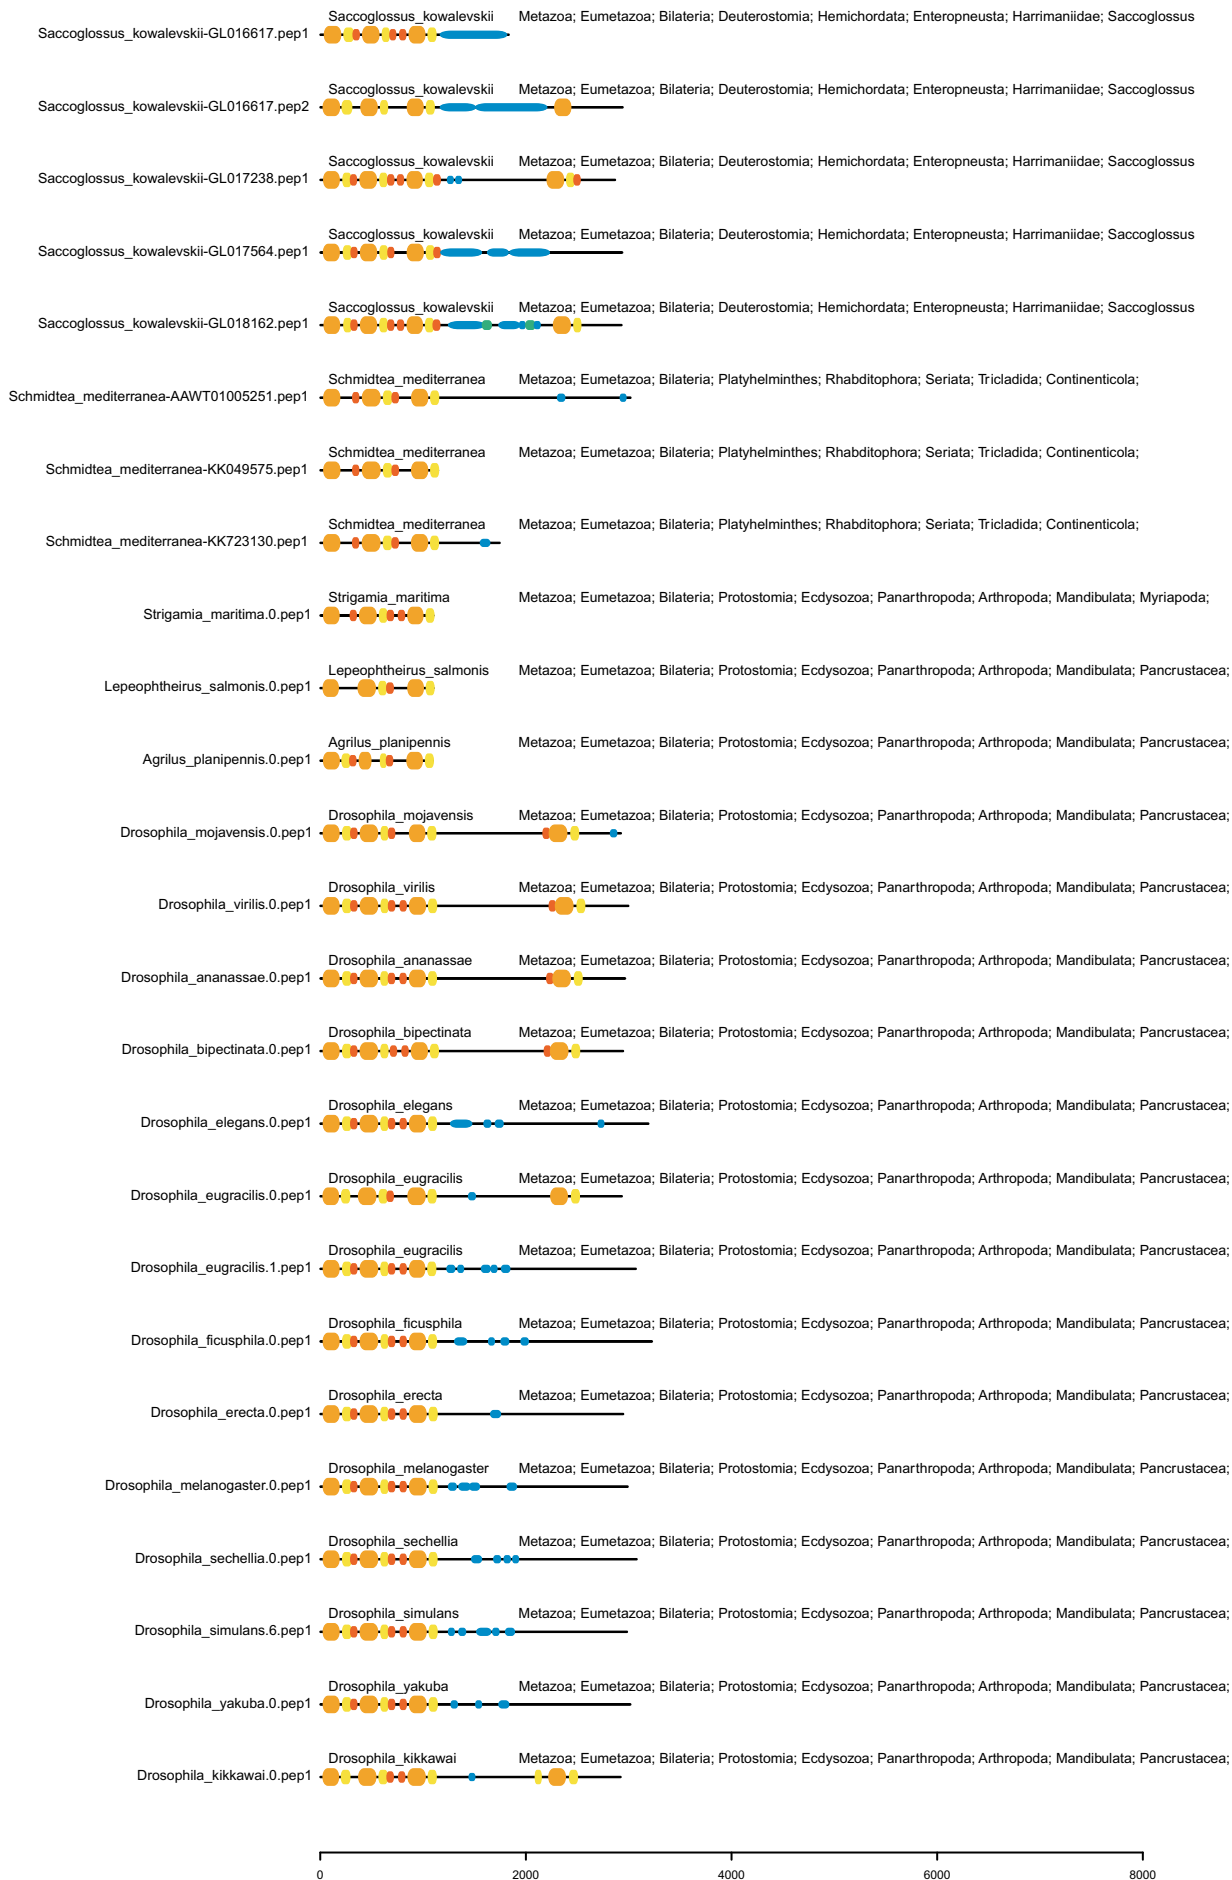 Saccoglossus_kowalevskii Metazoa; Eumetazoa; Bilateria; Deuterostomia; Hemichordata; Enteropneusta; Harrimaniidae; Saccoglossus
Saccoglossus_kowalevskii-GL016617.pep1
Saccoglossus_kowalevskii Metazoa; Eumetazoa; Bilateria; Deuterostomia; Hemichordata; Enteropneusta; Harrimaniidae; Saccoglossus
Saccoglossus_kowalevskii-GL016617.pep2
Saccoglossus_kowalevskii Metazoa; Eumetazoa; Bilateria; Deuterostomia; Hemichordata; Enteropneusta; Harrimaniidae; Saccoglossus
Saccoglossus_kowalevskii-GL017238.pep1
Saccoglossus_kowalevskii Metazoa; Eumetazoa; Bilateria; Deuterostomia; Hemichordata; Enteropneusta; Harrimaniidae; Saccoglossus
Saccoglossus_kowalevskii-GL017564.pep1
Saccoglossus_kowalevskii Metazoa; Eumetazoa; Bilateria; Deuterostomia; Hemichordata; Enteropneusta; Harrimaniidae; Saccoglossus
Saccoglossus_kowalevskii-GL018162.pep1
Schmidtea_mediterranea Metazoa; Eumetazoa; Bilateria; Platyhelminthes; Rhabditophora; Seriata; Tricladida; Continenticola;
Schmidtea_mediterranea-AAWT01005251.pep1
Schmidtea_mediterranea Metazoa; Eumetazoa; Bilateria; Platyhelminthes; Rhabditophora; Seriata; Tricladida; Continenticola;
Schmidtea_mediterranea-KK049575.pep1
Schmidtea_mediterranea Metazoa; Eumetazoa; Bilateria; Platyhelminthes; Rhabditophora; Seriata; Tricladida; Continenticola;
Schmidtea_mediterranea-KK723130.pep1
Strigamia_maritima Metazoa; Eumetazoa; Bilateria; Protostomia; Ecdysozoa; Panarthropoda; Arthropoda; Mandibulata; Myriapoda;
Strigamia_maritima.0.pep1
Lepeophtheirus_salmonis Metazoa; Eumetazoa; Bilateria; Protostomia; Ecdysozoa; Panarthropoda; Arthropoda; Mandibulata; Pancrustacea;
Lepeophtheirus_salmonis.0.pep1
Agrilus_planipennis Metazoa; Eumetazoa; Bilateria; Protostomia; Ecdysozoa; Panarthropoda; Arthropoda; Mandibulata; Pancrustacea;
Agrilus_planipennis.0.pep1
Drosophila_mojavensis Metazoa; Eumetazoa; Bilateria; Protostomia; Ecdysozoa; Panarthropoda; Arthropoda; Mandibulata; Pancrustacea;
Drosophila_mojavensis.0.pep1
Drosophila_virilis Metazoa; Eumetazoa; Bilateria; Protostomia; Ecdysozoa; Panarthropoda; Arthropoda; Mandibulata; Pancrustacea;
Drosophila_virilis.0.pep1
Drosophila_ananassae Metazoa; Eumetazoa; Bilateria; Protostomia; Ecdysozoa; Panarthropoda; Arthropoda; Mandibulata; Pancrustacea;
Drosophila_ananassae.0.pep1
Drosophila_bipectinata Metazoa; Eumetazoa; Bilateria; Protostomia; Ecdysozoa; Panarthropoda; Arthropoda; Mandibulata; Pancrustacea;
Drosophila_bipectinata.0.pep1
Drosophila_elegans Metazoa; Eumetazoa; Bilateria; Protostomia; Ecdysozoa; Panarthropoda; Arthropoda; Mandibulata; Pancrustacea;
Drosophila_elegans.0.pep1
Drosophila_eugracilis Metazoa; Eumetazoa; Bilateria; Protostomia; Ecdysozoa; Panarthropoda; Arthropoda; Mandibulata; Pancrustacea;
Drosophila_eugracilis.0.pep1
Drosophila_eugracilis Metazoa; Eumetazoa; Bilateria; Protostomia; Ecdysozoa; Panarthropoda; Arthropoda; Mandibulata; Pancrustacea;
Drosophila_eugracilis.1.pep1
Drosophila_ficusphila Metazoa; Eumetazoa; Bilateria; Protostomia; Ecdysozoa; Panarthropoda; Arthropoda; Mandibulata; Pancrustacea;
Drosophila_ficusphila.0.pep1
Drosophila_erecta Metazoa; Eumetazoa; Bilateria; Protostomia; Ecdysozoa; Panarthropoda; Arthropoda; Mandibulata; Pancrustacea;
Drosophila_erecta.0.pep1
Drosophila_melanogaster Metazoa; Eumetazoa; Bilateria; Protostomia; Ecdysozoa; Panarthropoda; Arthropoda; Mandibulata; Pancrustacea;
Drosophila_melanogaster.0.pep1
Drosophila_sechellia Metazoa; Eumetazoa; Bilateria; Protostomia; Ecdysozoa; Panarthropoda; Arthropoda; Mandibulata; Pancrustacea;
Drosophila_sechellia.0.pep1
Drosophila_simulans Metazoa; Eumetazoa; Bilateria; Protostomia; Ecdysozoa; Panarthropoda; Arthropoda; Mandibulata; Pancrustacea;
Drosophila_simulans.6.pep1
Drosophila_yakuba Metazoa; Eumetazoa; Bilateria; Protostomia; Ecdysozoa; Panarthropoda; Arthropoda; Mandibulata; Pancrustacea;
Drosophila_yakuba.0.pep1
Drosophila_kikkawai Metazoa; Eumetazoa; Bilateria; Protostomia; Ecdysozoa; Panarthropoda; Arthropoda; Mandibulata; Pancrustacea;
Drosophila_kikkawai.0.pep1
0 2000 4000 6000 8000